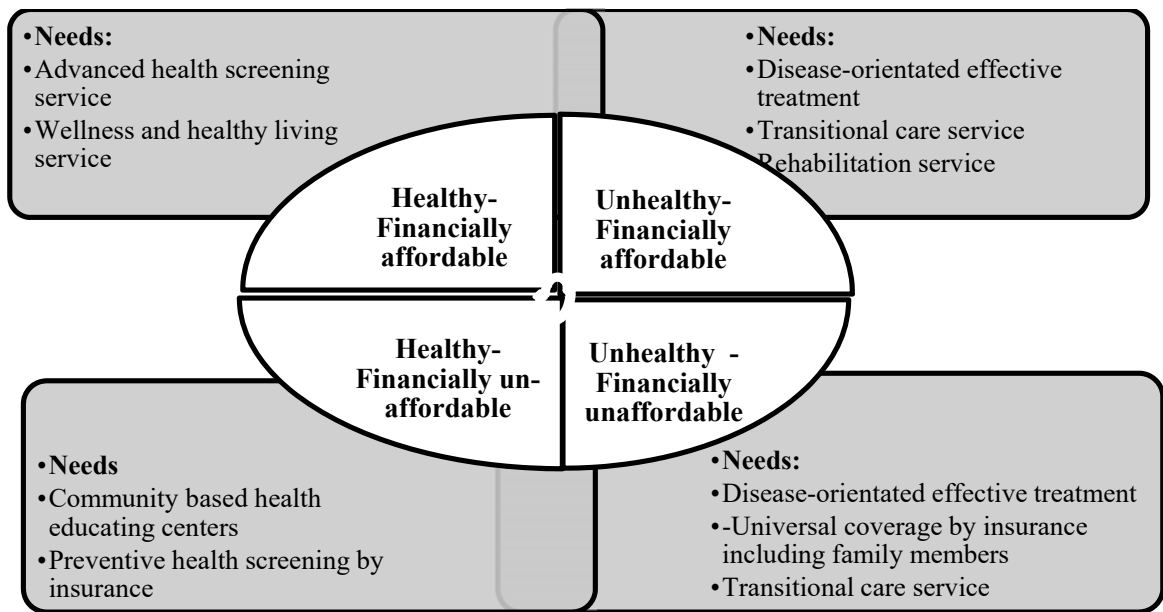 •Needs:
•Advanced health screening
service
•Wellness and healthy living
service
•Needs:
•Disease-orientated effective
treatment
•Transitional care service
•Rehabilitation service
Healthy-
Financially
affordable
Unhealthy-
Financially
affordable
Healthy-
Financially un-
affordable
Unhealthy -
Financially
unaffordable
•Needs
•Community based health
educating centers
•Preventive health screening by
insurance
•Needs:
•Disease-orientated effective treatment
•-Universal coverage by insurance
including family members
•Transitional care service